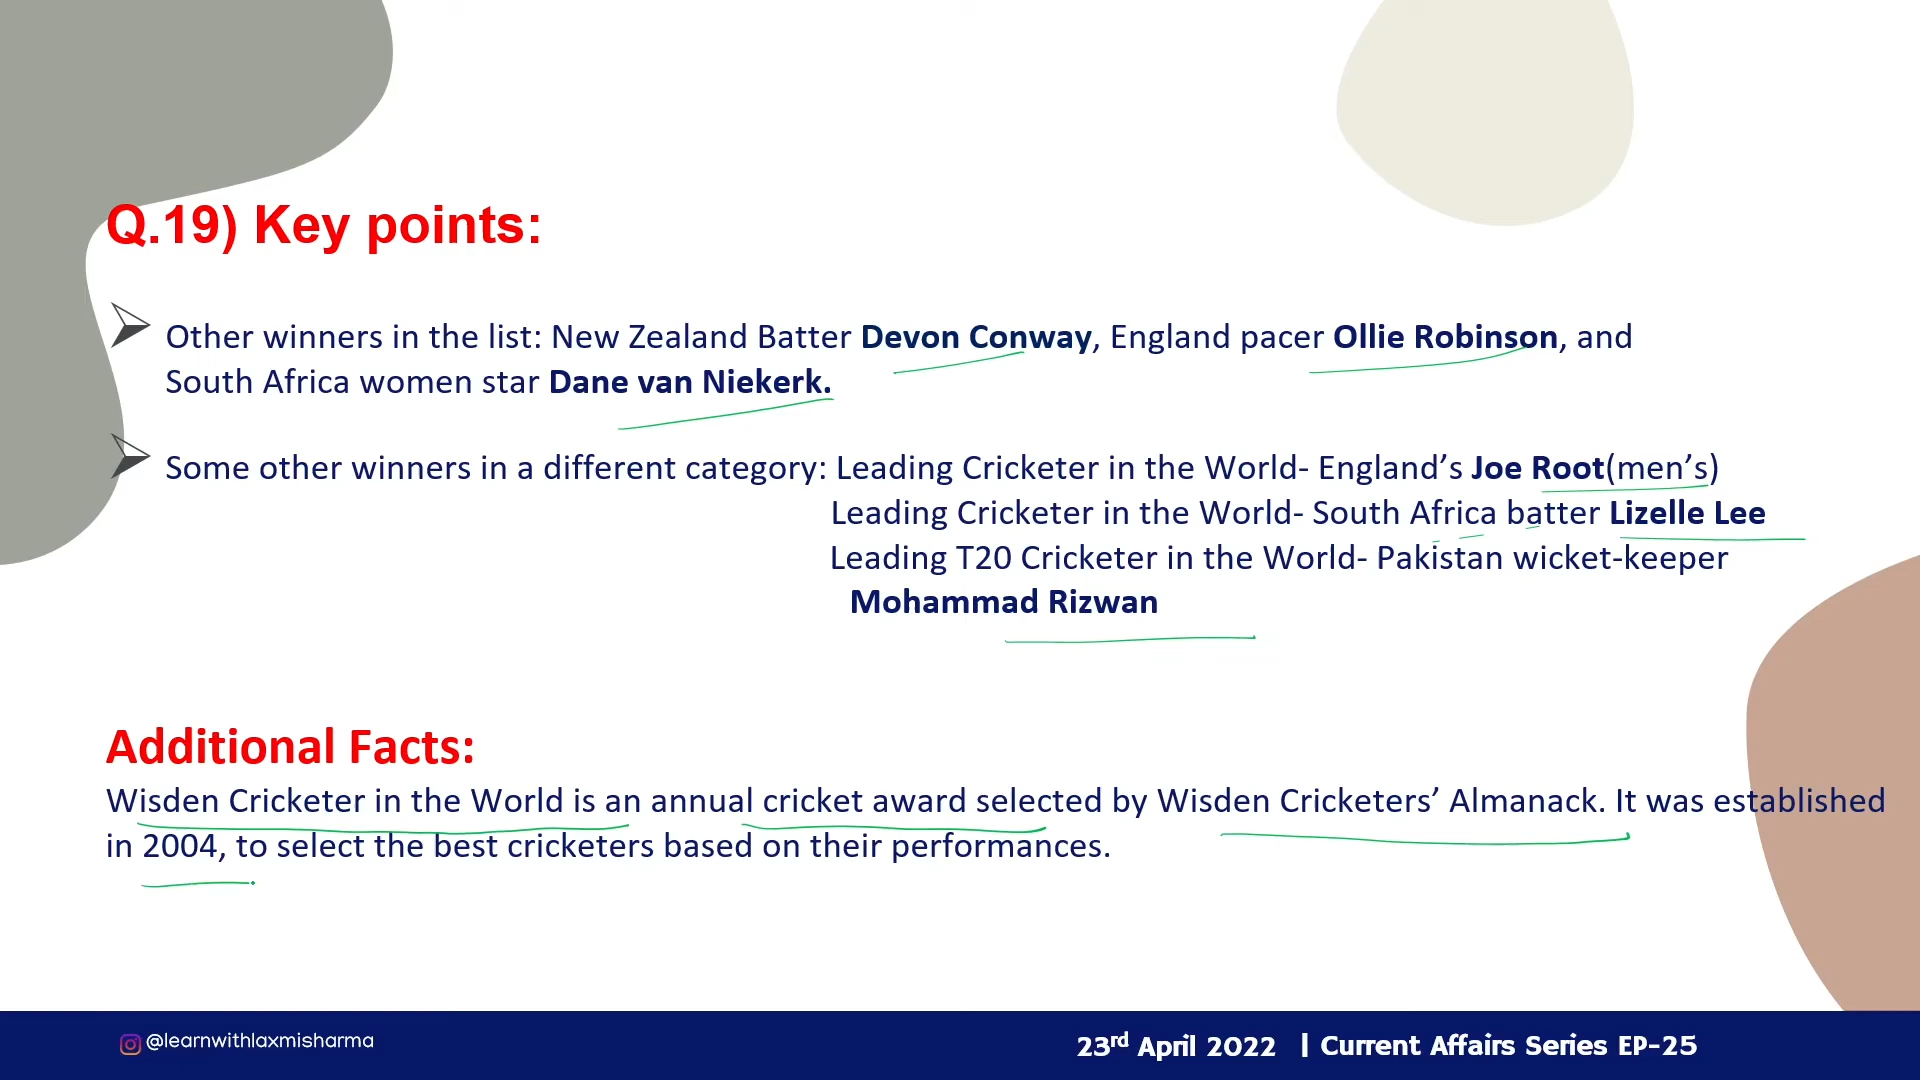 Q.19) Key points:
Other winners in the list: New Zealand Batter Devon Conway, England pacer Ollie Robinson, and
South Africa women star Dane van Niekerk.
Some other winners in a different category: Leading Cricketer in the World- England’s Joe Root(men’s)
Leading Cricketer in the World- South Africa batter Lizelle Lee
Leading T20 Cricketer in the World- Pakistan wicket-keeper
Mohammad Rizwan
Additional Facts:
Wisden Cricketer in the World is an annual cricket award selected by Wisden Cricketers’ Almanack. It was established
in 2004, to select the best cricketers based on their performances.
@learnwithlaxmisharma
23rd April 2022 | Current Affairs Series EP-25